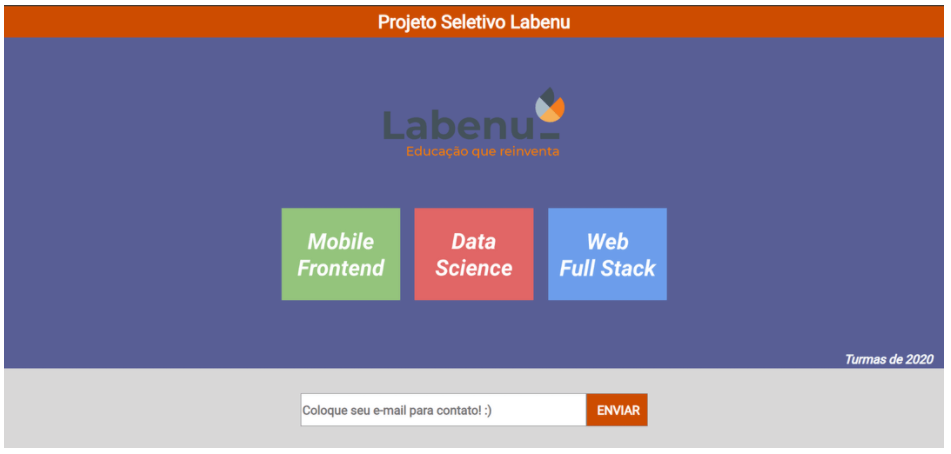 Projeto Seletivo Labenu
Labenu_
Educação que reinventa
Mobile
Frontend
Data
Science
Web
Full Stack
Turmas de 2020
Coloque seu e-mail para contato! :)
ENVIAR